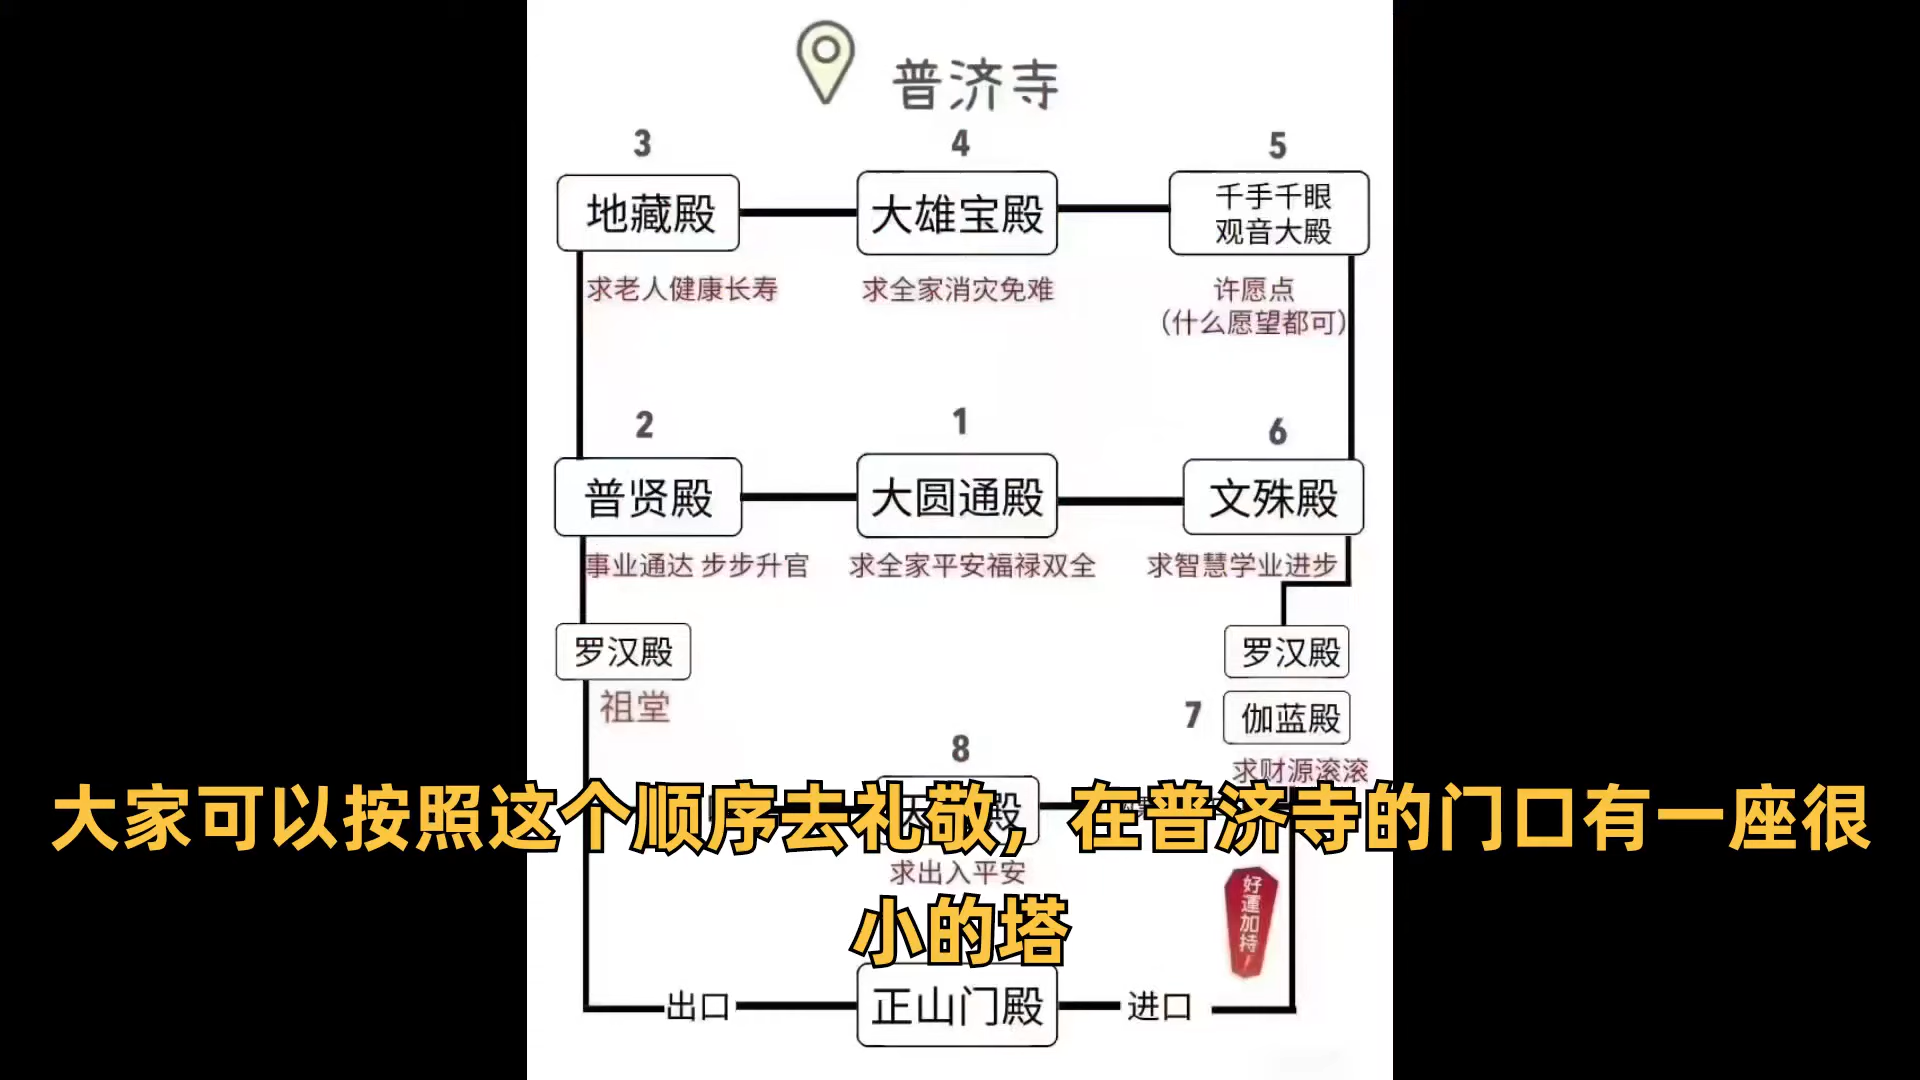 普济寺
3
4
5
地藏殿
大雄宝殿
千手千眼
观音大殿
求老人健康长寿
求全家消灾免难
许愿点
（什么愿望都可）
2
1
6
普贤殿
大圆通殿
文殊殿
事业通达 步步升官
求全家平安福禄双全
求智慧学业进步
罗汉殿
罗汉殿
祖堂
7
伽蓝殿
8
求财源滚滚
殿
大家可以按照这个顺序去礼敬，在普济寺的门口有一座很
小的塔
求出入平安
好運加持！
出口
正山门殿
进口